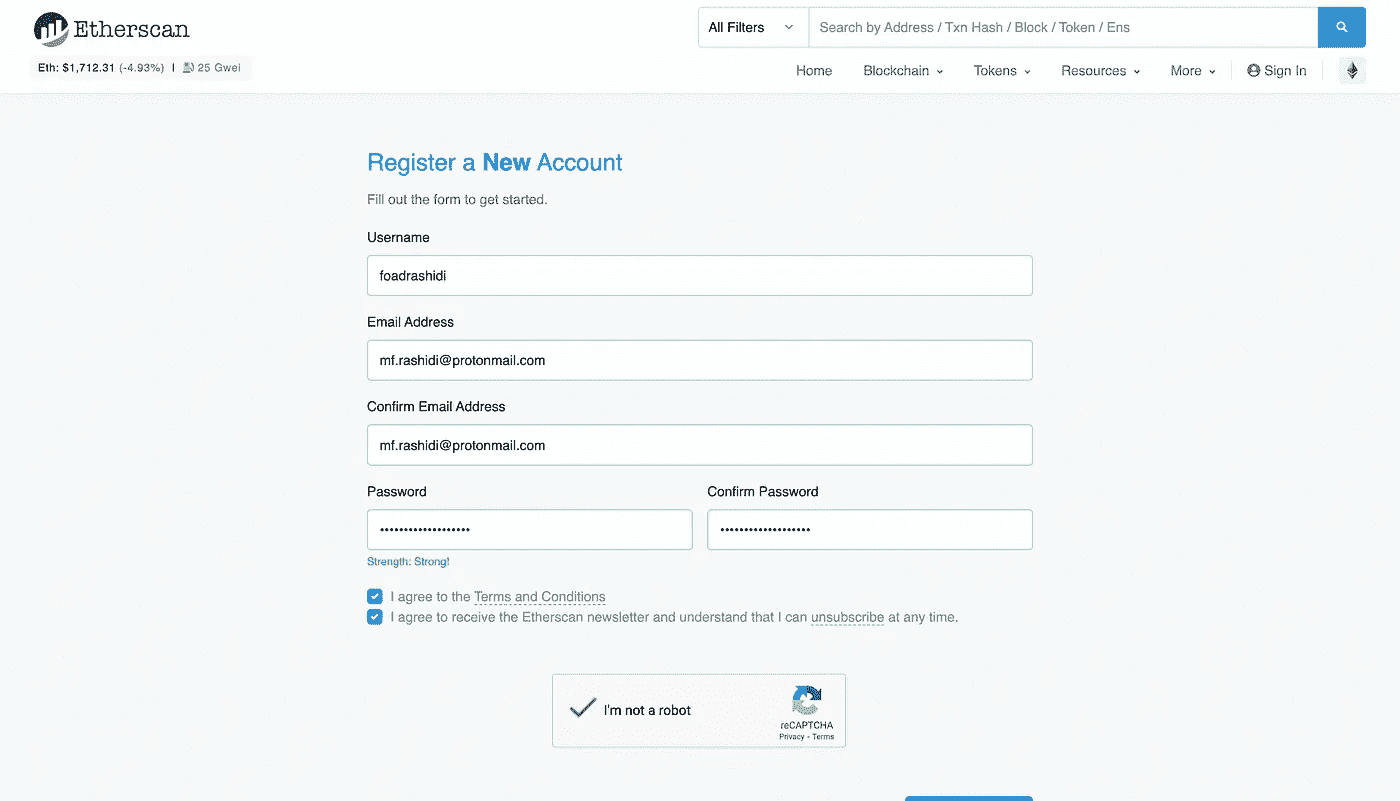 Etherscan
All Filters Search by Address / Txn Hash / Block / Token / Ens
Eth: $1,712.31 (-4.93%) | 25 Gwei
Home Blockchain Tokens Resources More Sign In
Register a New Account
Fill out the form to get started.
Username
foadrashidi
Email Address
mf.rashidi@protonmail.com
Confirm Email Address
mf.rashidi@protonmail.com
Password Confirm Password
••••••••••••••••••• •••••••••••••••••••
Strength: Strong!
I agree to the Terms and Conditions
I agree to receive the Etherscan newsletter and understand that I can unsubscribe at any time.
I'm not a robot
reCAPTCHA
Privacy - Terms